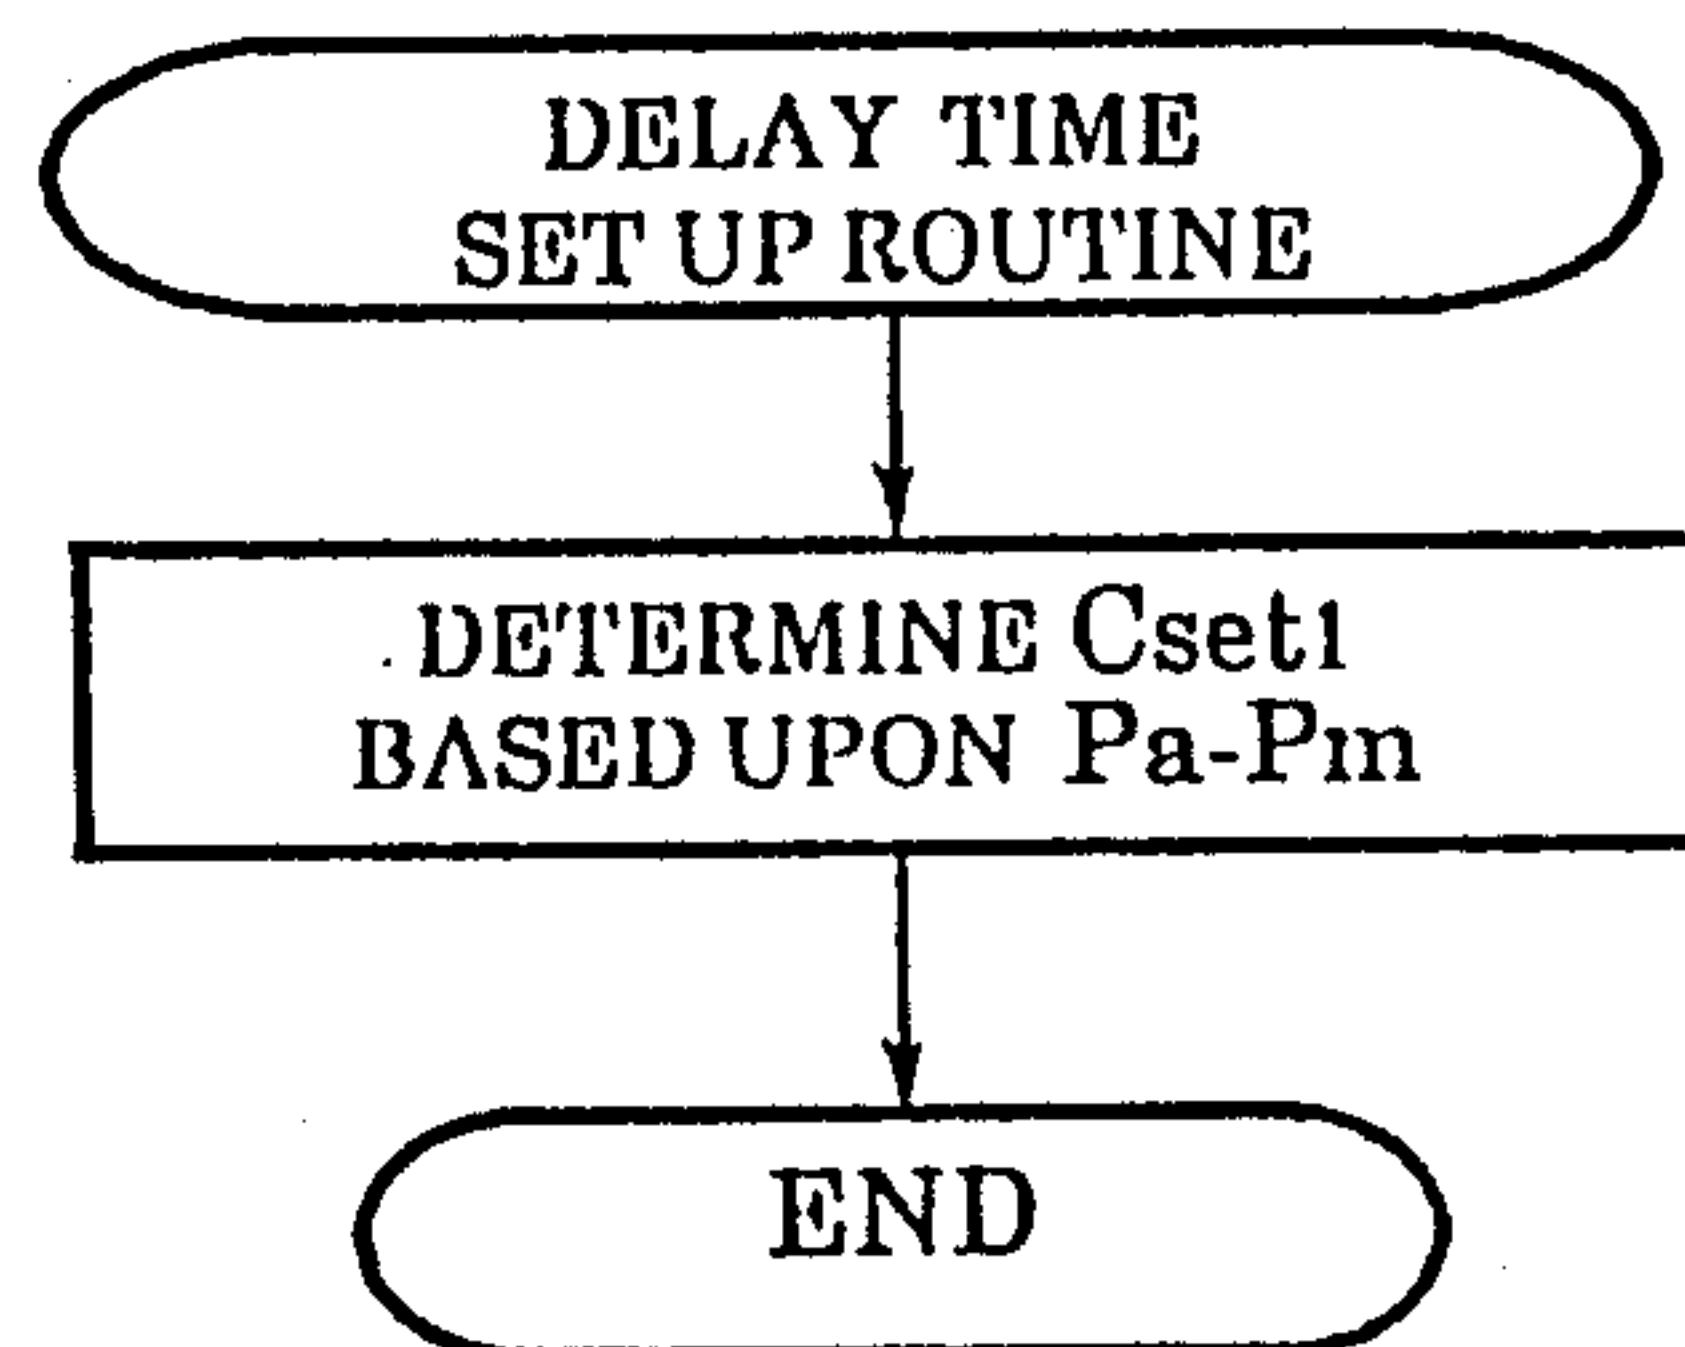 DELAY TIME
SET UP ROUTINE
DETERMINE Cset1
BASED UPON Pa-Pm
END